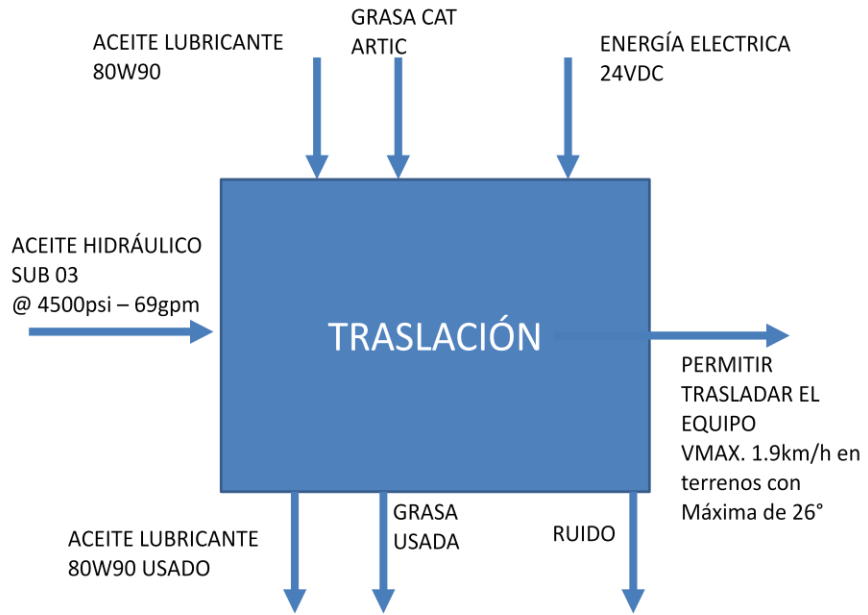 ACEITE LUBRICANTE
80W90
GRASA CAT
ARTIC
ENERGÍA ELECTRICA
24VDC
ACEITE HIDRÁULICO
SUB 03
@ 4500psi – 69gpm
TRASLACIÓN
PERMITIR
TRASLADAR EL
EQUIPO
VMAX. 1.9km/h en
terrenos con
Máxima de 26°
ACEITE LUBRICANTE
80W90 USADO
GRASA
USADA
RUIDO